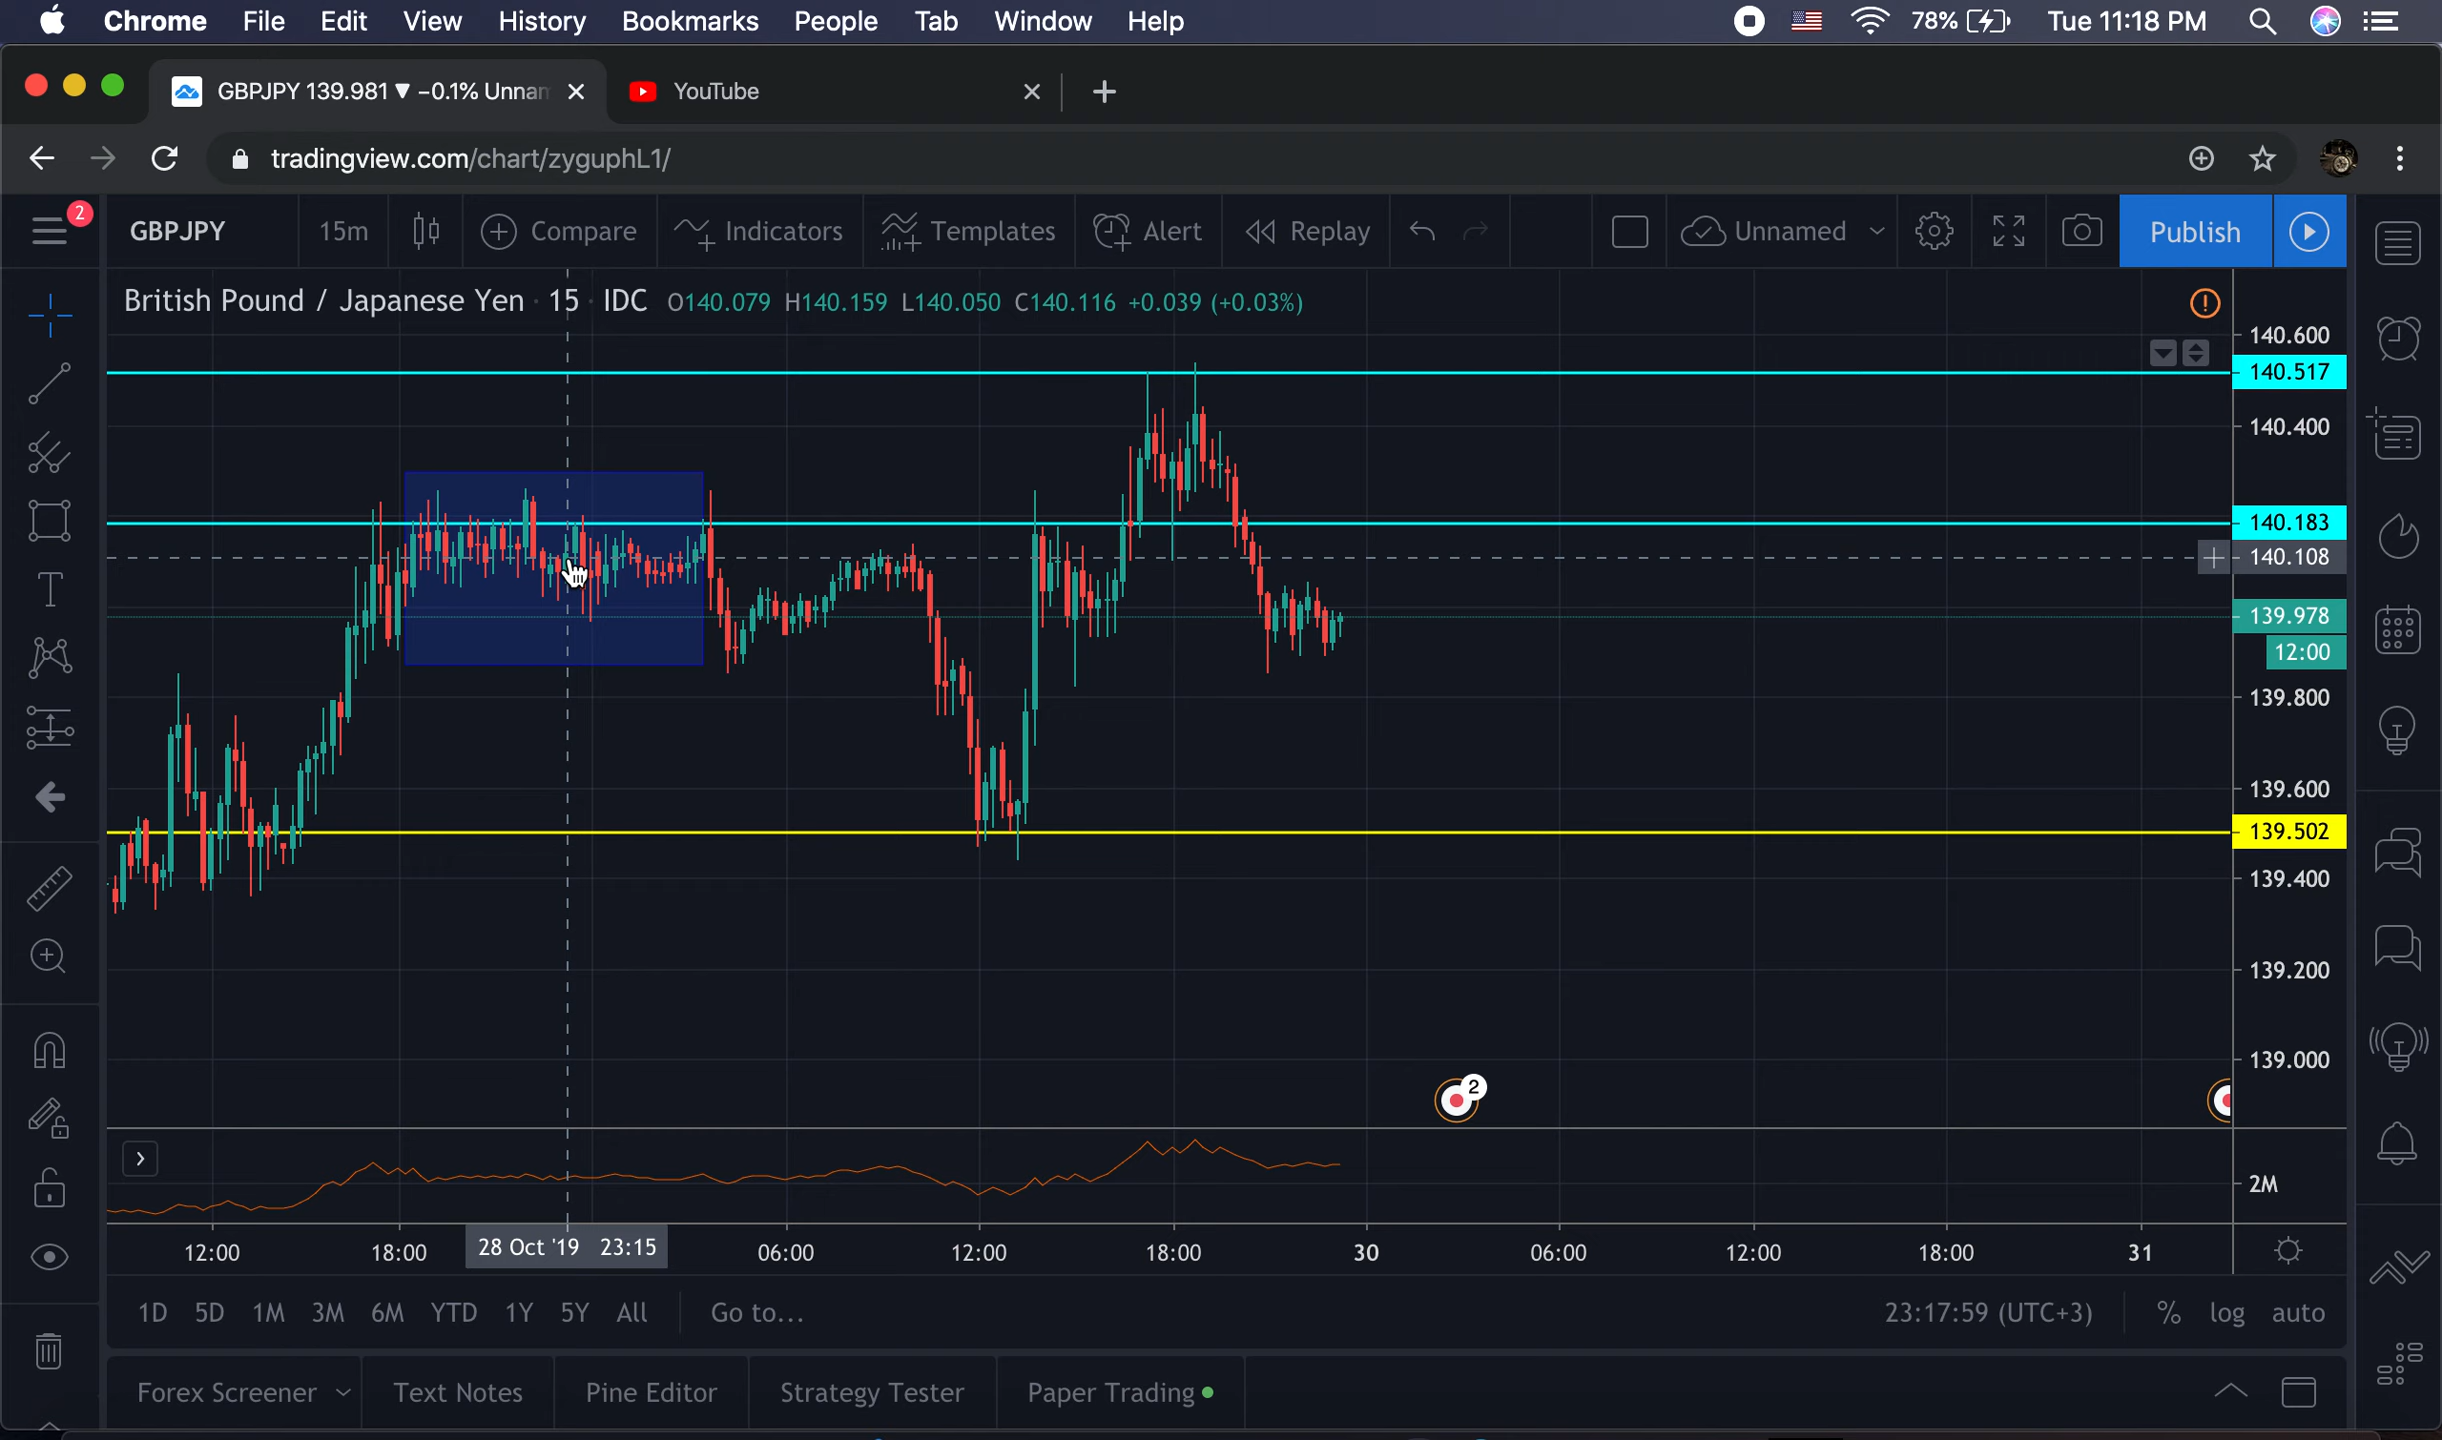 Chrome File Edit View History Bookmarks People Tab Window Help 78% Tue 11:18 PM
GBPJPY 139.981 ▼ −0.1% Unnan YouTube
tradingview.com/chart/zyguphL1/
2 GBPJPY 15m Compare Indicators Templates Alert Replay Unnamed Publish
British Pound / Japanese Yen · 15 · IDC O140.079 H140.159 L140.050 C140.116 +0.039 (+0.03%)
140.600
140.517
140.400
140.183
140.108
139.978
12:00
139.800
139.600
139.502
139.400
139.200
139.000
2
2M
12:00 18:00 28 Oct '19 23:15 06:00 12:00 18:00 30 06:00 12:00 18:00 31
1D 5D 1M 3M 6M YTD 1Y 5Y All Go to... 23:17:59 (UTC+3) % log auto
Forex Screener Text Notes Pine Editor Strategy Tester Paper Trading